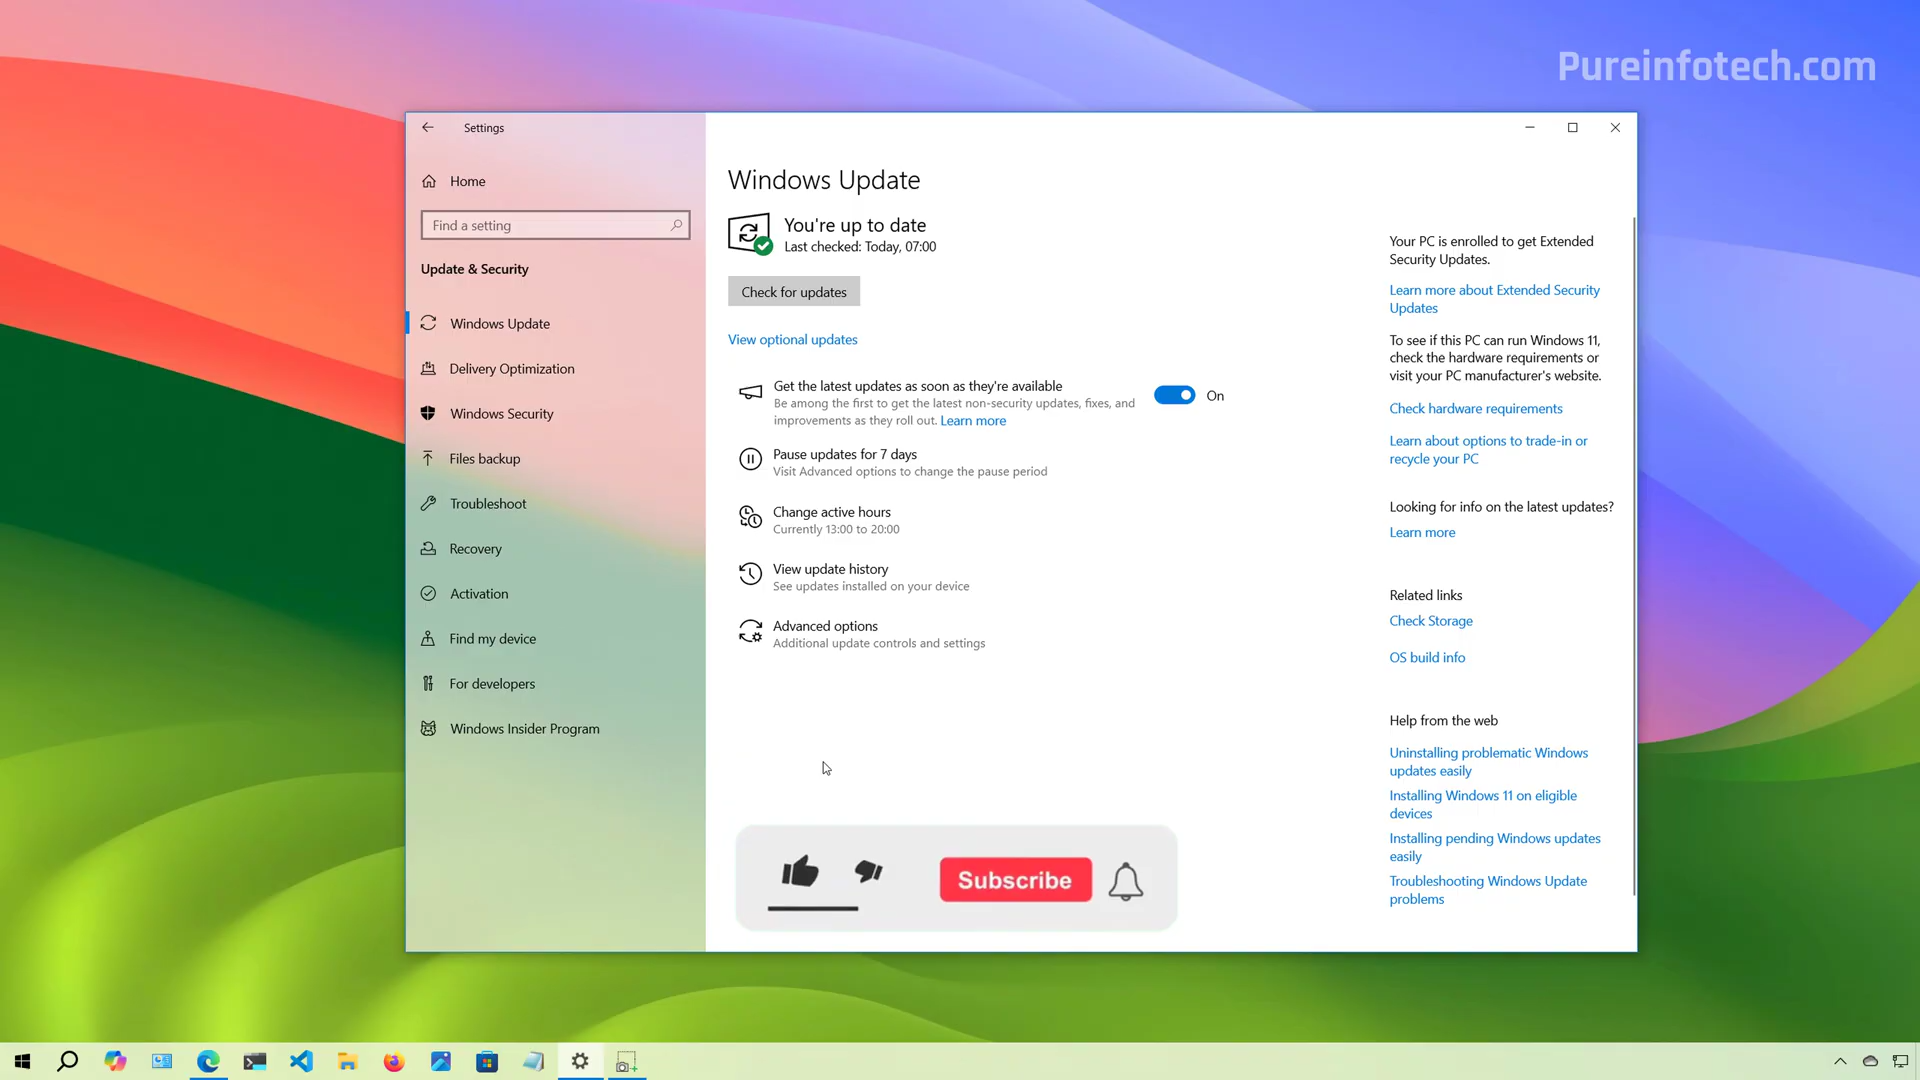 Pureinfotech.com
Settings
Home
Find a setting
Update & Security
Windows Update
Delivery Optimization
Windows Security
Files backup
Troubleshoot
Recovery
Activation
Find my device
For developers
Windows Insider Program
Windows Update
You're up to date
Last checked: Today, 07:00
Check for updates
View optional updates
Get the latest updates as soon as they're available
Be among the first to get the latest non-security updates, fixes, and
improvements as they roll out. Learn more
On
Pause updates for 7 days
Visit Advanced options to change the pause period
Change active hours
Currently 13:00 to 20:00
View update history
See updates installed on your device
Advanced options
Additional update controls and settings
Subscribe
Your PC is enrolled to get Extended
Security Updates.
Learn more about Extended Security
Updates
To see if this PC can run Windows 11,
check the hardware requirements or
visit your PC manufacturer's website.
Check hardware requirements
Learn about options to trade-in or
recycle your PC
Looking for info on the latest updates?
Learn more
Related links
Check Storage
OS build info
Help from the web
Uninstalling problematic Windows
updates easily
Installing Windows 11 on eligible
devices
Installing pending Windows updates
easily
Troubleshooting Windows Update
problems